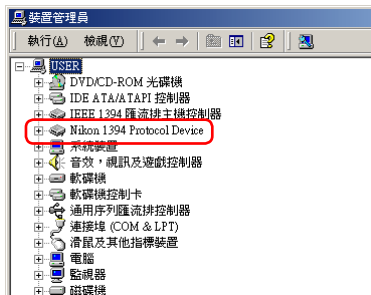 裝置管理員
執行(A) 檢視(V)
USER
DVD/CD-ROM 光碟機
IDE ATA/ATAPI 控制器
IEEE 1394 匯流排主機控制器
Nikon 1394 Protocol Device
系統裝置
音效，視訊及遊戲控制器
軟碟機
軟碟機控制卡
通用序列匯流排控制器
連接埠 (COM & LPT)
滑鼠及其他指標裝置
電腦
監視器
磁碟機